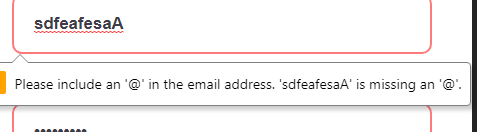 sdfeafesaA
Please include an '@' in the email address. 'sdfeafesaA' is missing an '@'.